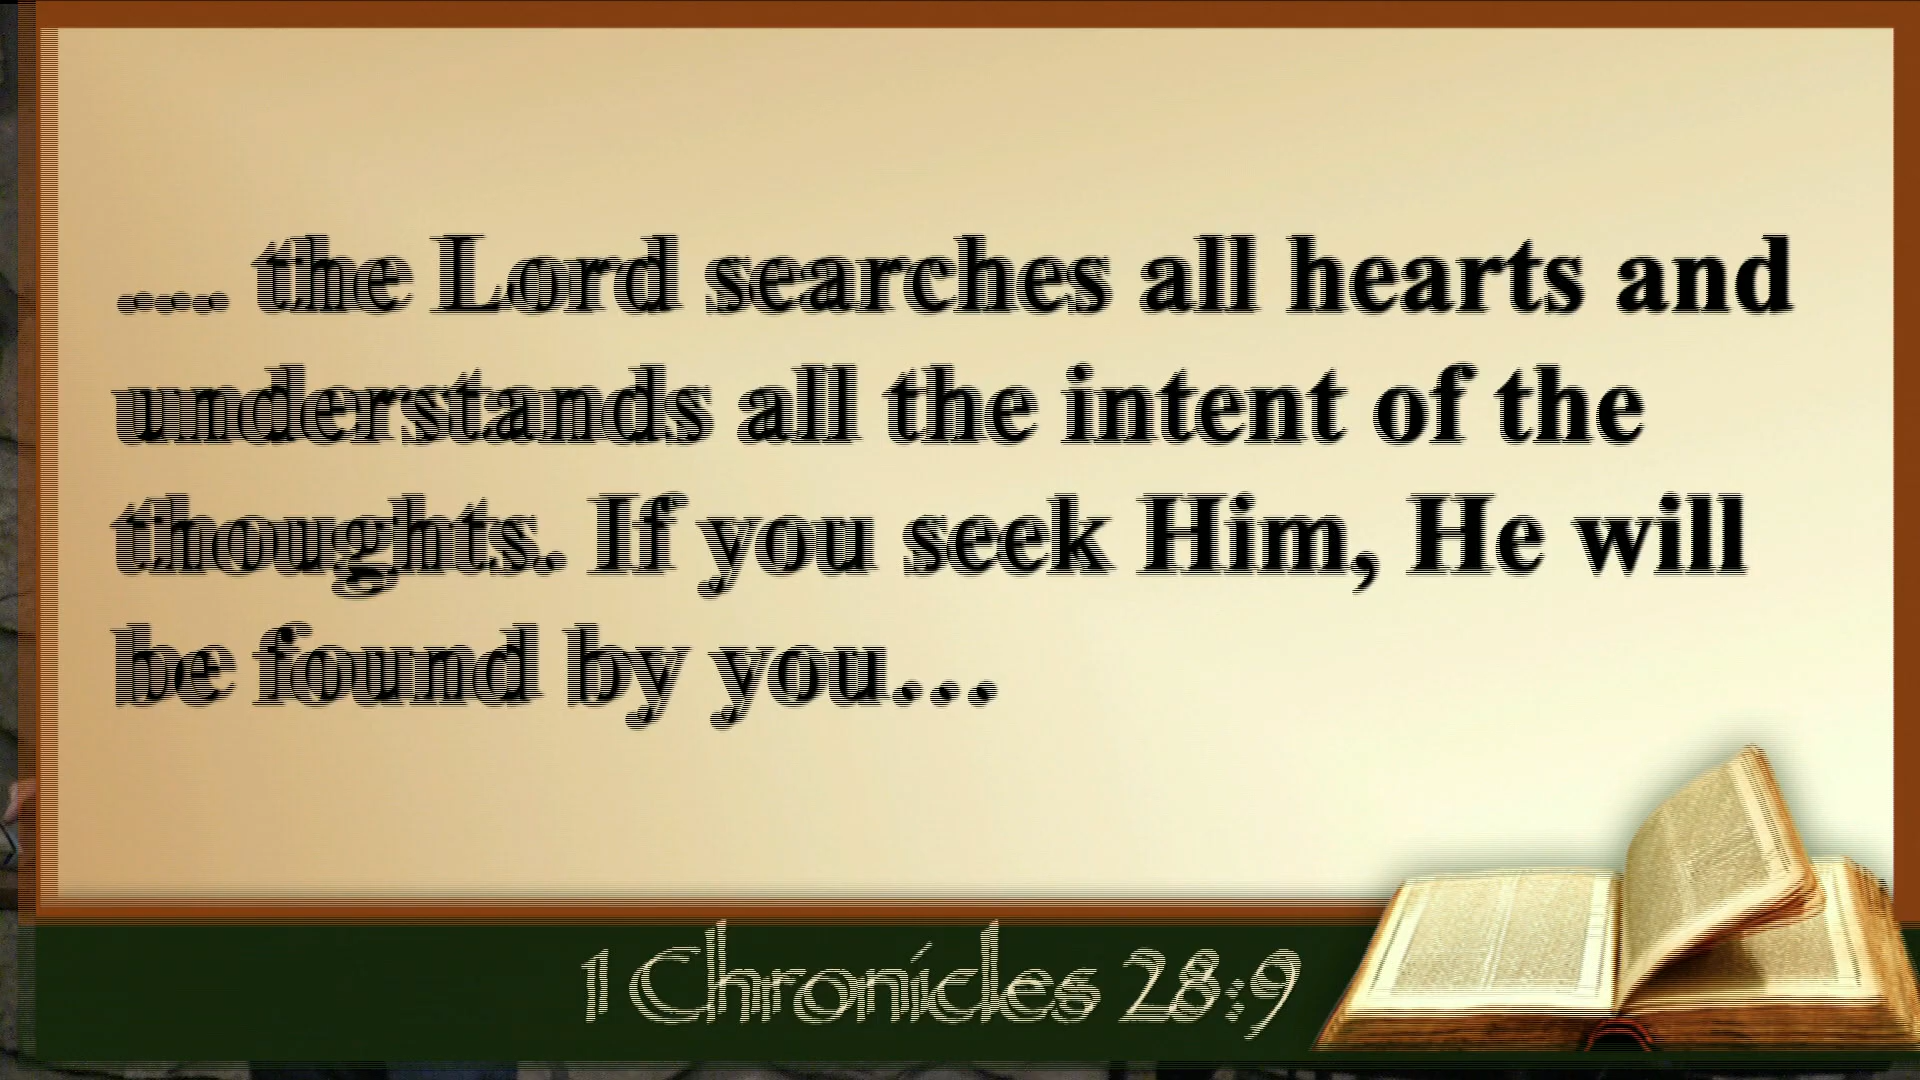 .... the Lord searches all hearts and
understands all the intent of the
thoughts. If you seek Him, He will
be found by you...
1 Chronicles 28:9